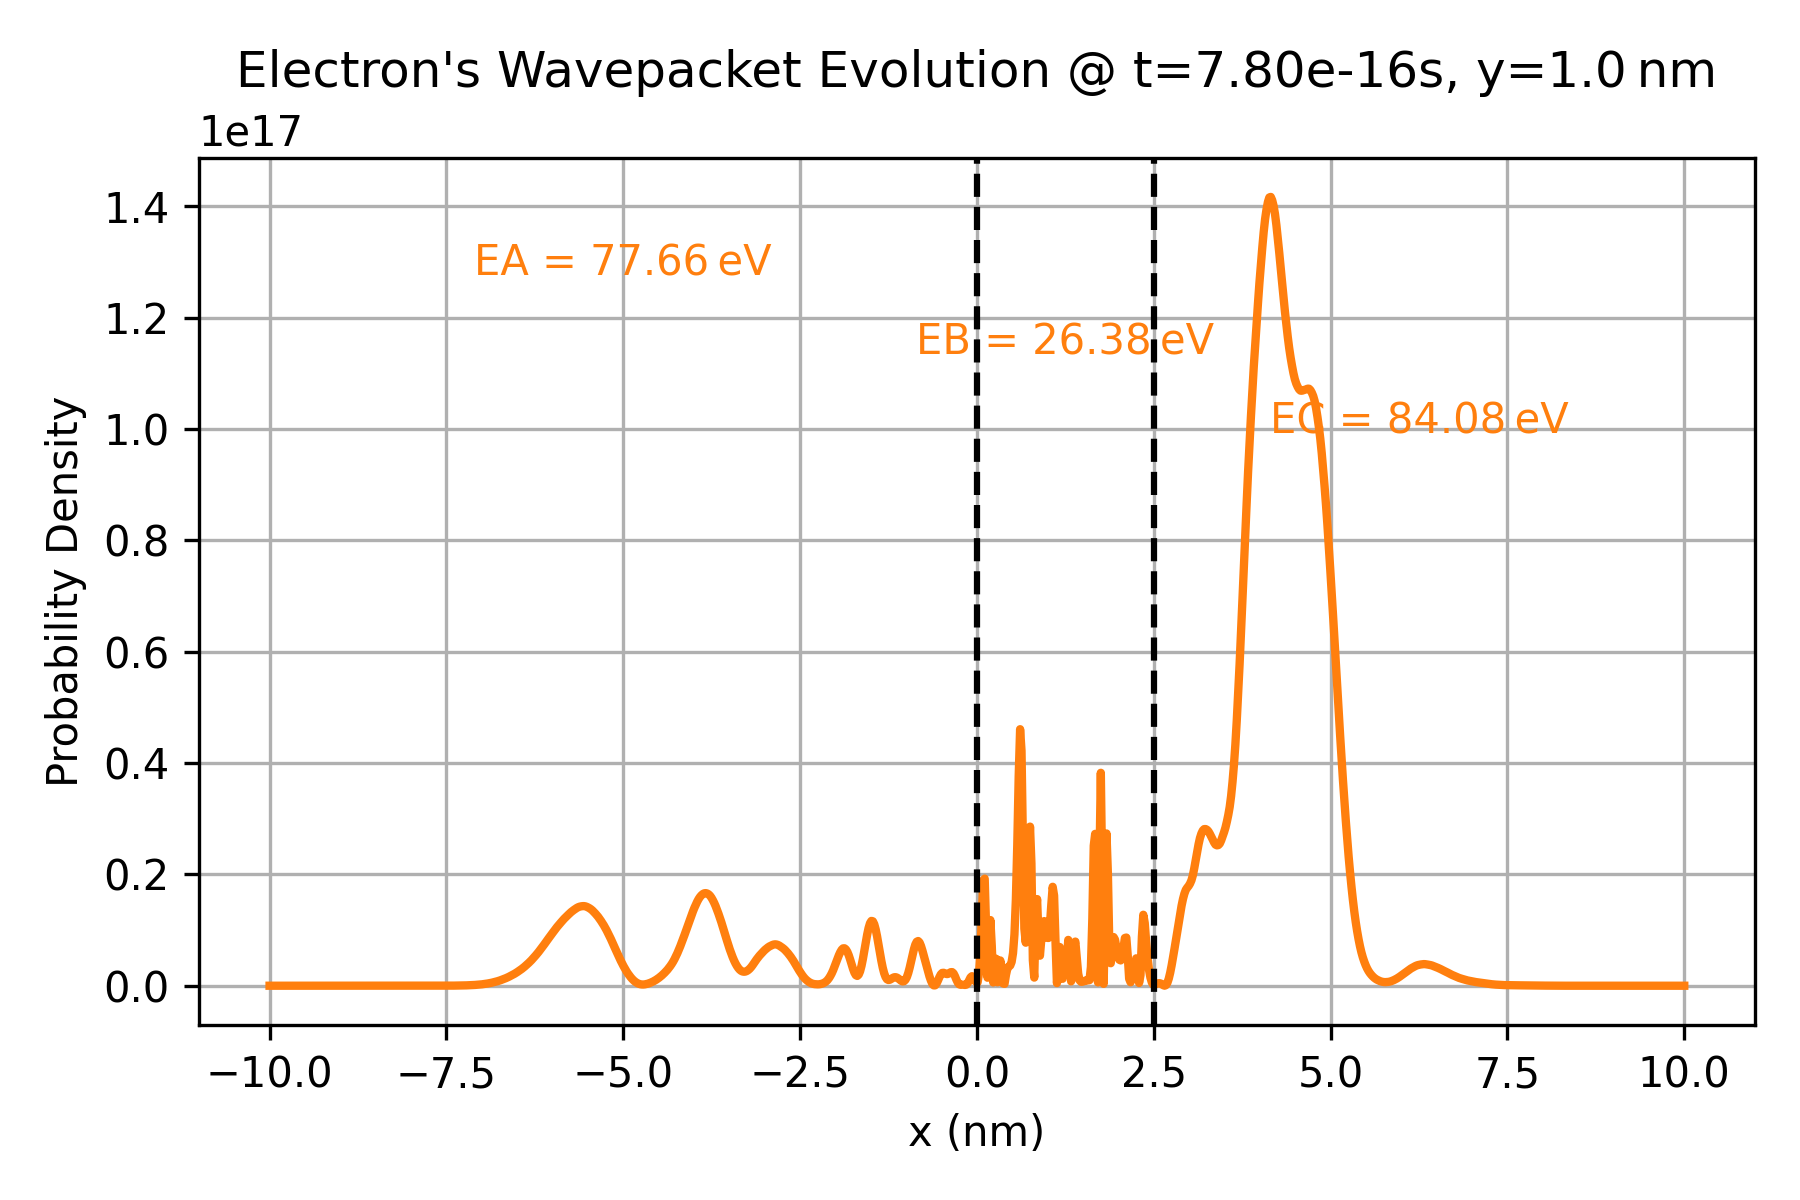 Electron's Wavepacket Evolution @ t=7.80e-16s, y=1.0 nm
1e17
1.4
1.2
1.0
0.8
0.6
0.4
0.2
0.0
Probability Density
EA = 77.66 eV
EB = 26.38 eV
EC = 84.08 eV
−10.0 −7.5 −5.0 −2.5 0.0 2.5 5.0 7.5 10.0
x (nm)